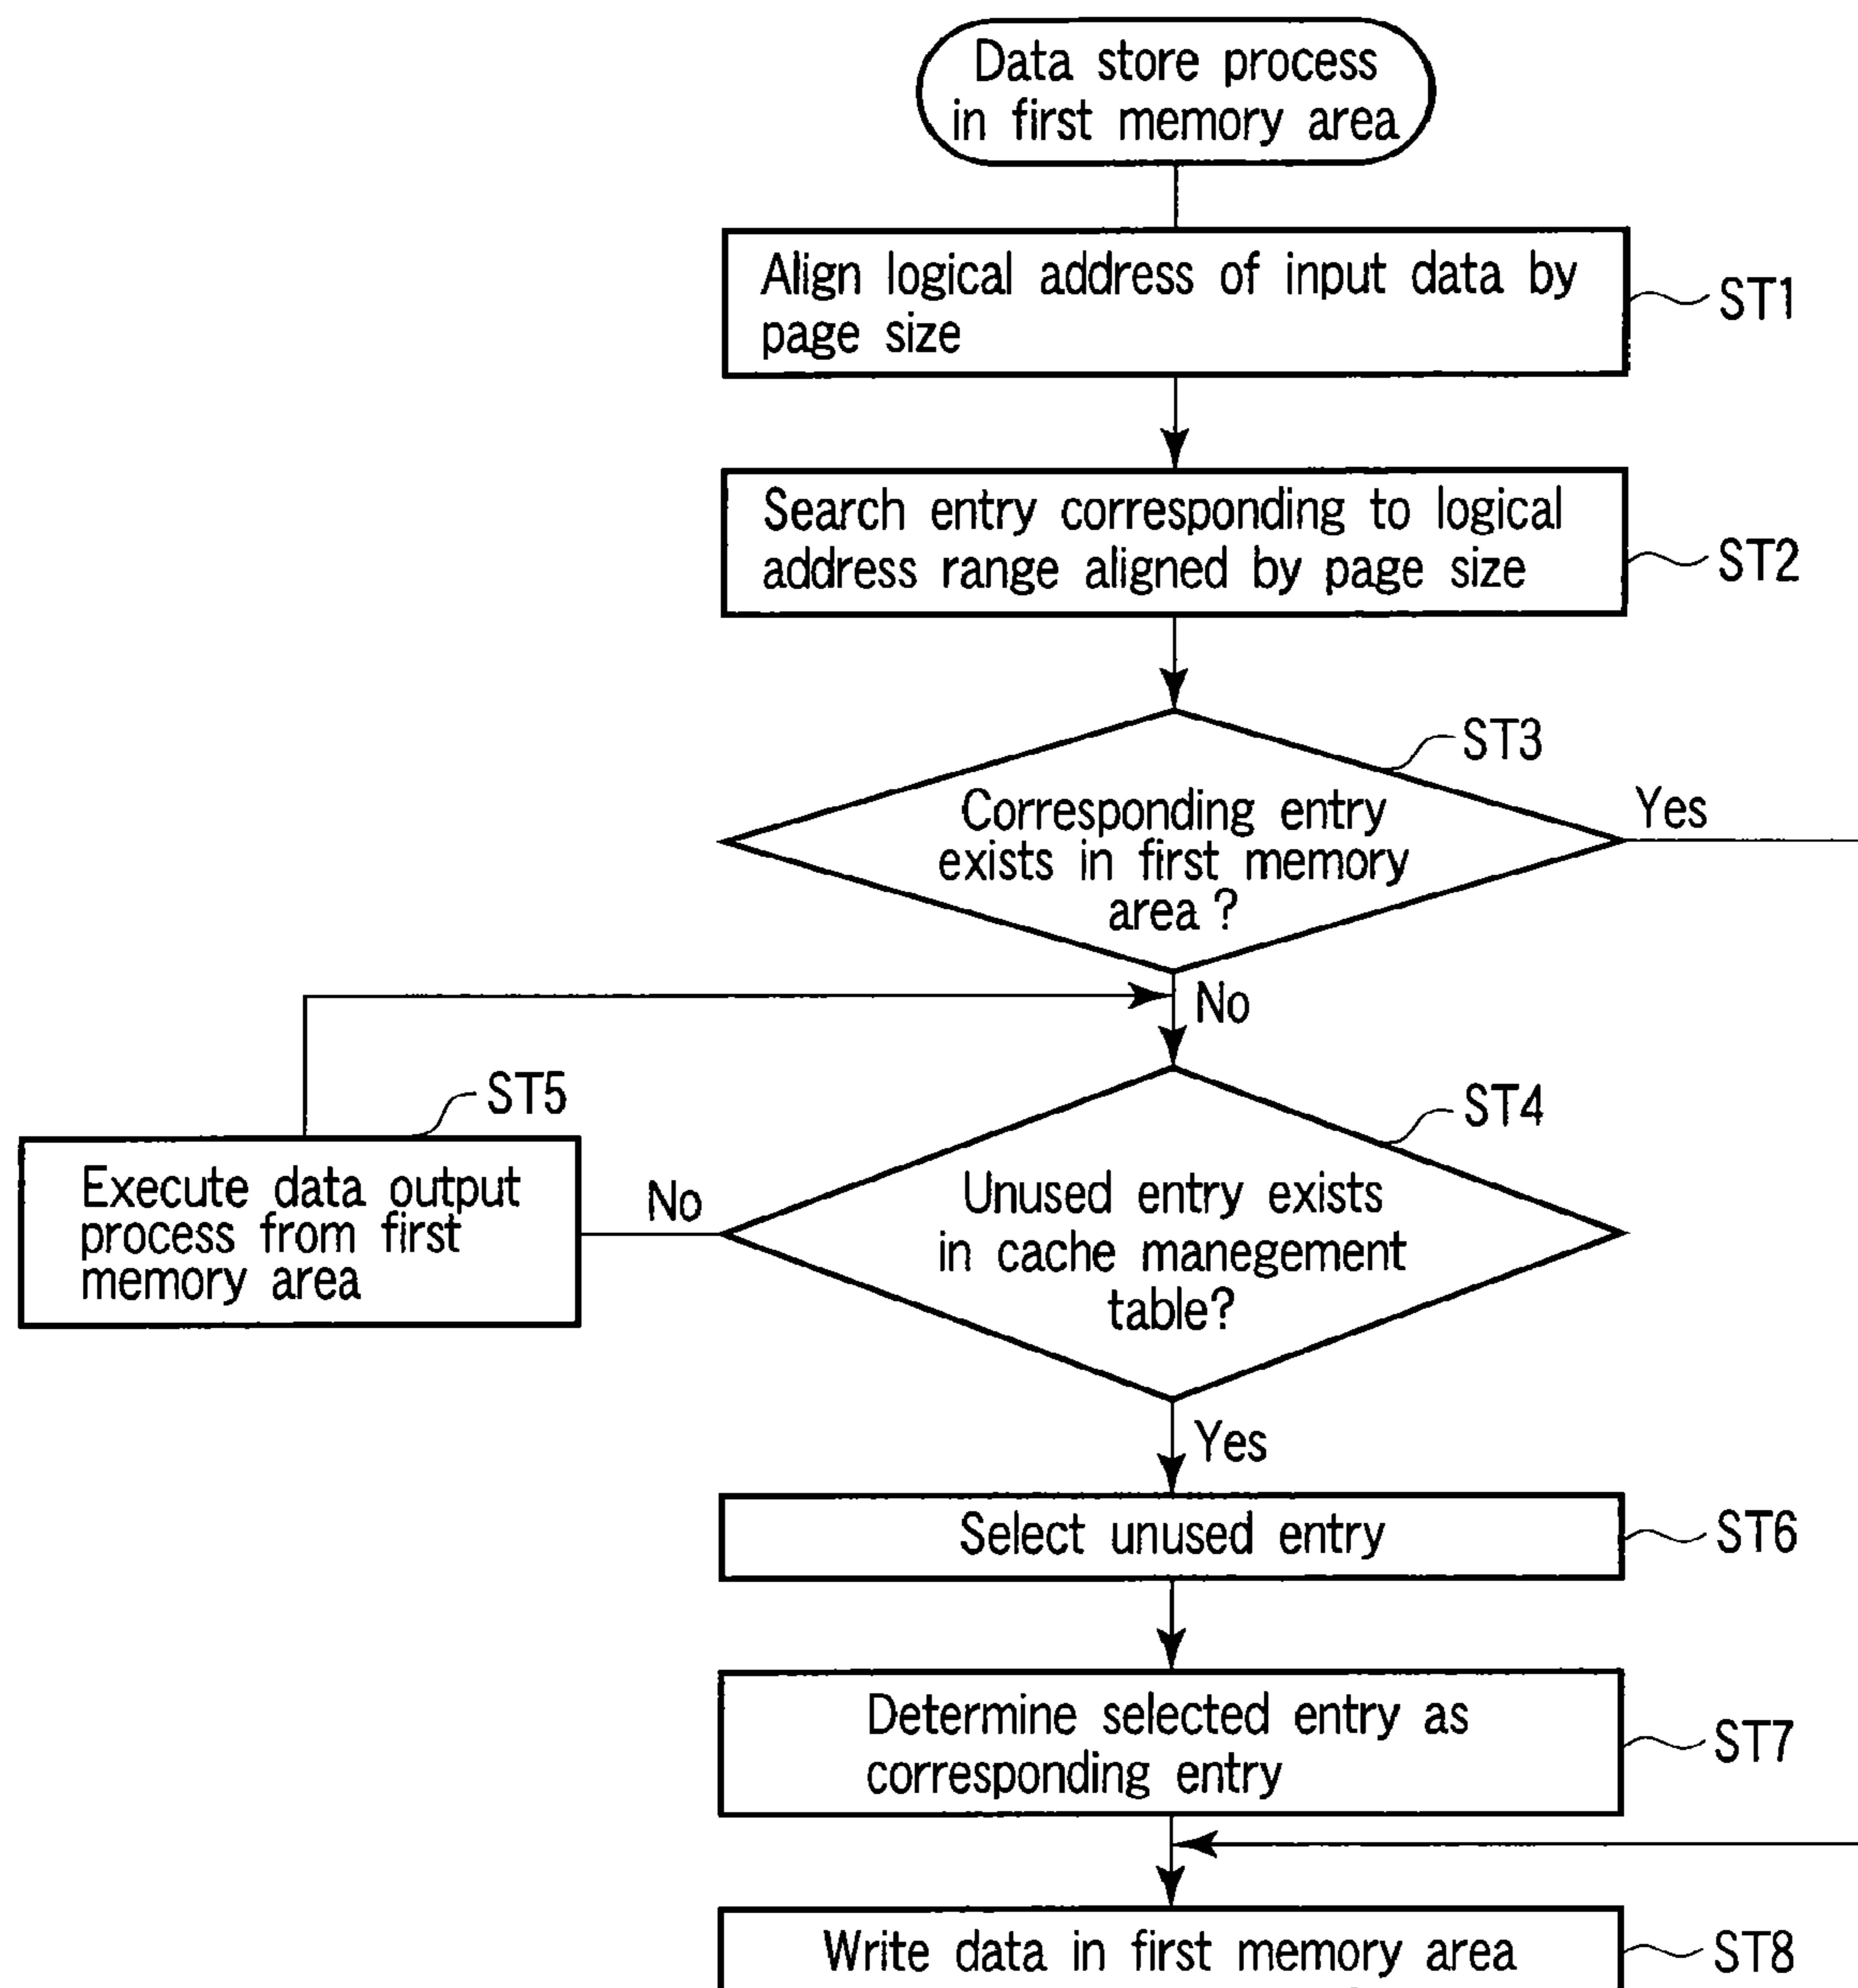 Data store process
in first memory area
Align logical address of input data by
page size
ST1
Search entry corresponding to logical
address range aligned by page size
ST2
ST3
Corresponding entry
exists in first memory
area ?
Yes
No
ST5
ST4
Execute data output
process from first
memory area
No
Unused entry exists
in cache manegement
table?
Yes
Select unused entry
ST6
Determine selected entry as
corresponding entry
ST7
Write data in first memory area
ST8